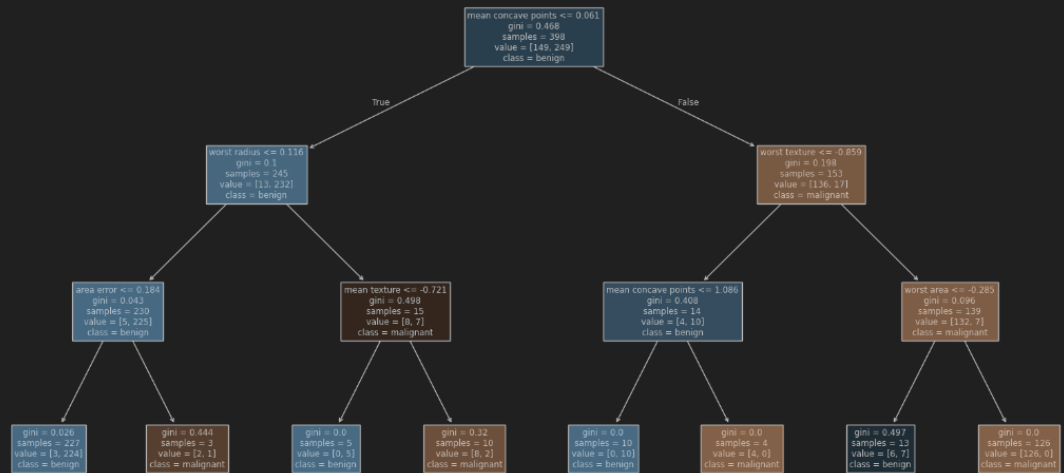 mean concave points <= 0.061
gini = 0.468
samples = 398
value = [149, 249]
class = benign
True
False
worst radius <= 0.116
gini = 0.1
samples = 245
value = [13, 232]
class = benign
worst texture <= -0.859
gini = 0.198
samples = 153
value = [136, 17]
class = malignant
area error <= 0.184
gini = 0.043
samples = 230
value = [5, 225]
class = benign
mean texture <= -0.721
gini = 0.498
samples = 15
value = [8, 7]
class = malignant
mean concave points <= 1.086
gini = 0.408
samples = 14
value = [4, 10]
class = benign
worst area <= -0.285
gini = 0.096
samples = 139
value = [132, 7]
class = malignant
gini = 0.026
samples = 227
value = [3, 224]
class = benign
gini = 0.444
samples = 3
value = [2, 1]
class = malignant
gini = 0.0
samples = 5
value = [0, 5]
class = benign
gini = 0.32
samples = 10
value = [8, 2]
class = malignant
gini = 0.0
samples = 10
value = [0, 10]
class = benign
gini = 0.0
samples = 4
value = [4, 0]
class = malignant
gini = 0.497
samples = 13
value = [6, 7]
class = benign
gini = 0.0
samples = 126
value = [126, 0]
class = malignant